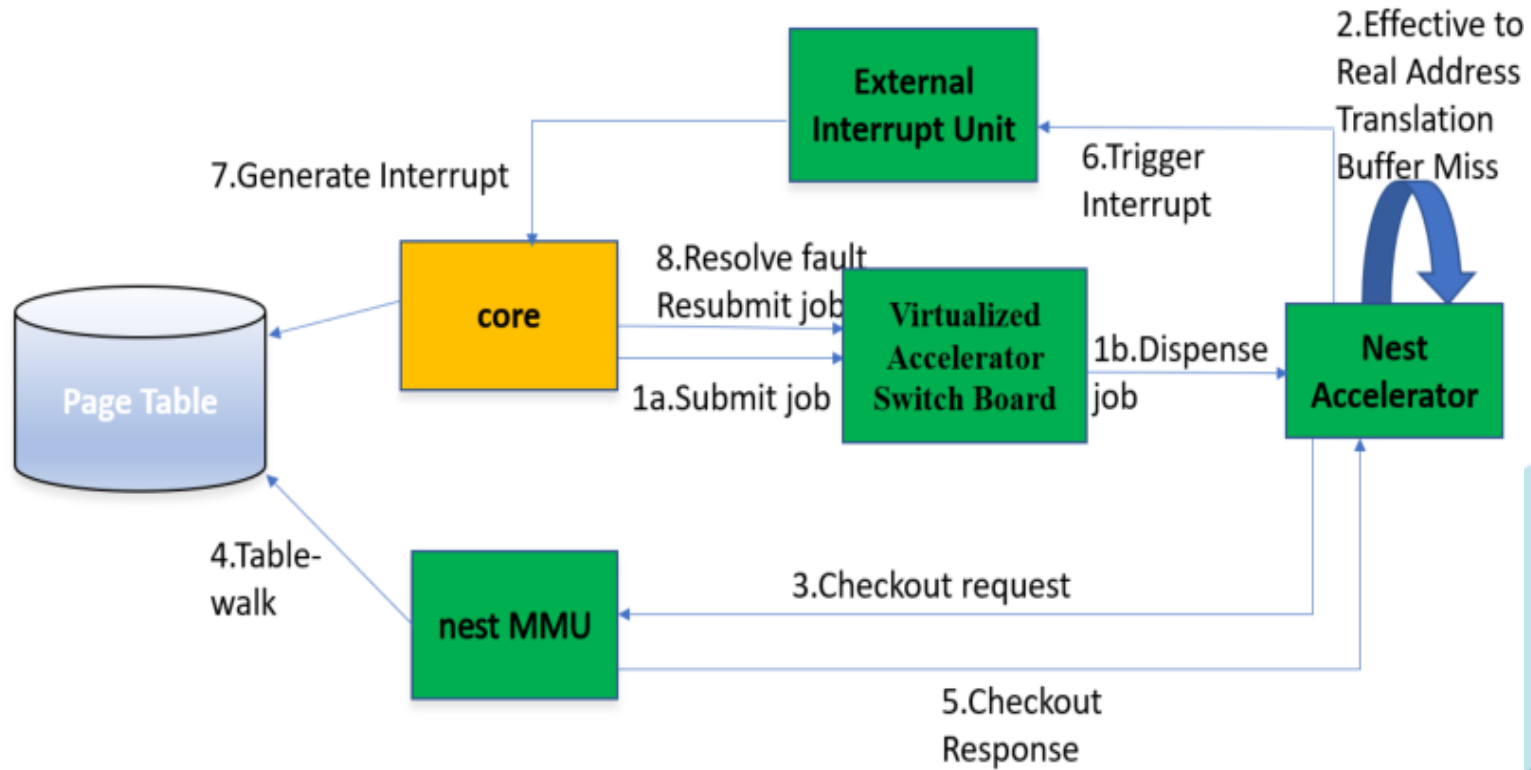 2.Effective to
Real Address
Translation
Buffer Miss
External
Interrupt Unit
6.Trigger
Interrupt
7.Generate Interrupt
8.Resolve fault
Resubmit job
core
Virtualized
Accelerator
Switch Board
1b.Dispense
job
Nest
Accelerator
Page Table
1a.Submit job
4.Table-
walk
nest MMU
3.Checkout request
5.Checkout
Response